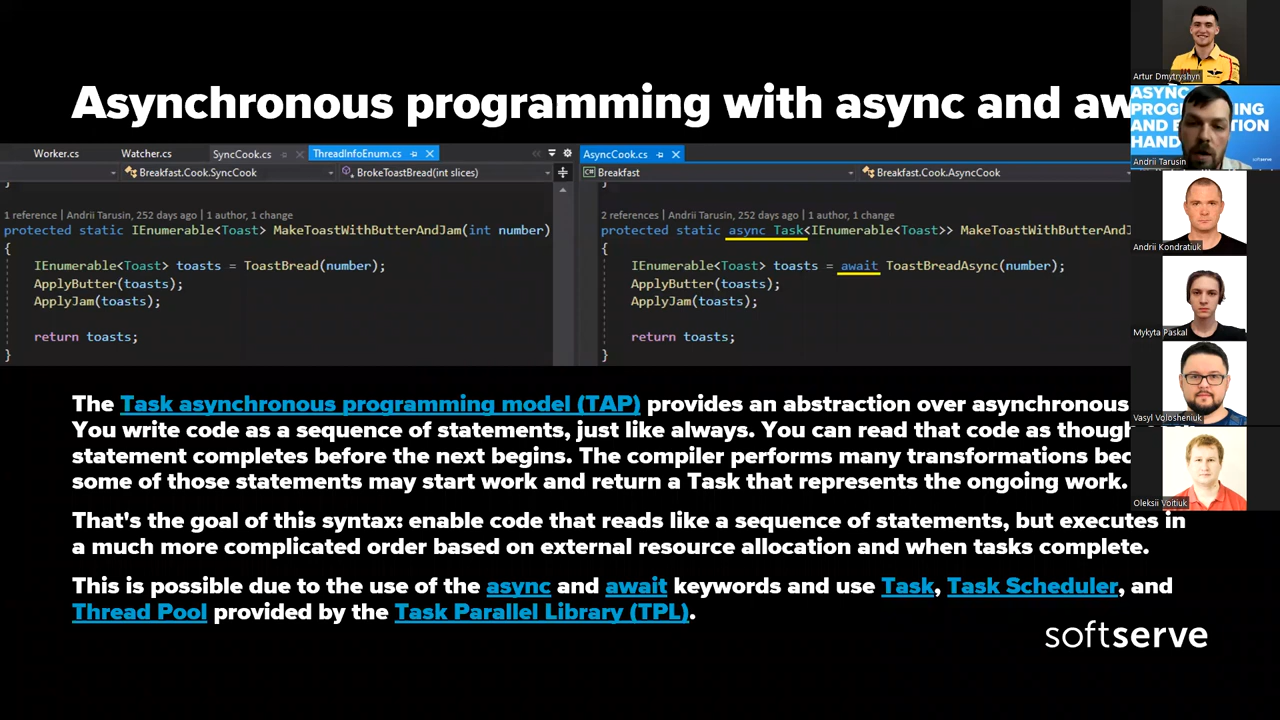 Asynchronous programming with async and aw
Worker.cs Watcher.cs SyncCook.cs ThreadInfoEnum.cs
Breakfast.Cook.SyncCook BrokeToastBread(int slices)
}
1 reference | Andrii Tarusin, 252 days ago | 1 author, 1 change
protected static IEnumerable<Toast> MakeToastWithButterAndJam(int number)
{
IEnumerable<Toast> toasts = ToastBread(number);
ApplyButter(toasts);
ApplyJam(toasts);
return toasts;
}
AsyncCook.cs
Breakfast Breakfast.Cook.AsyncCook
}
2 references | Andrii Tarusin, 252 days ago | 1 author, 1 change
protected static async Task<IEnumerable<Toast>> MakeToastWithButterAndJ
{
IEnumerable<Toast> toasts = await ToastBreadAsync(number);
ApplyButter(toasts);
ApplyJam(toasts);
return toasts;
}
The Task asynchronous programming model (TAP) provides an abstraction over asynchronous
You write code as a sequence of statements, just like always. You can read that code as though
statement completes before the next begins. The compiler performs many transformations bec
some of those statements may start work and return a Task that represents the ongoing work.
That's the goal of this syntax: enable code that reads like a sequence of statements, but executes in
a much more complicated order based on external resource allocation and when tasks complete.
This is possible due to the use of the async and await keywords and use Task, Task Scheduler, and
Thread Pool provided by the Task Parallel Library (TPL).
softserve
Artur Dmytryshyn
ASYNC
PROGRAMMING
AND E TION
HAND
softserve
Andrii Tarusin
Andrii Kondratiuk
Mykyta Paskal
Vasyl Volosheniuk
Oleksii Voitiuk